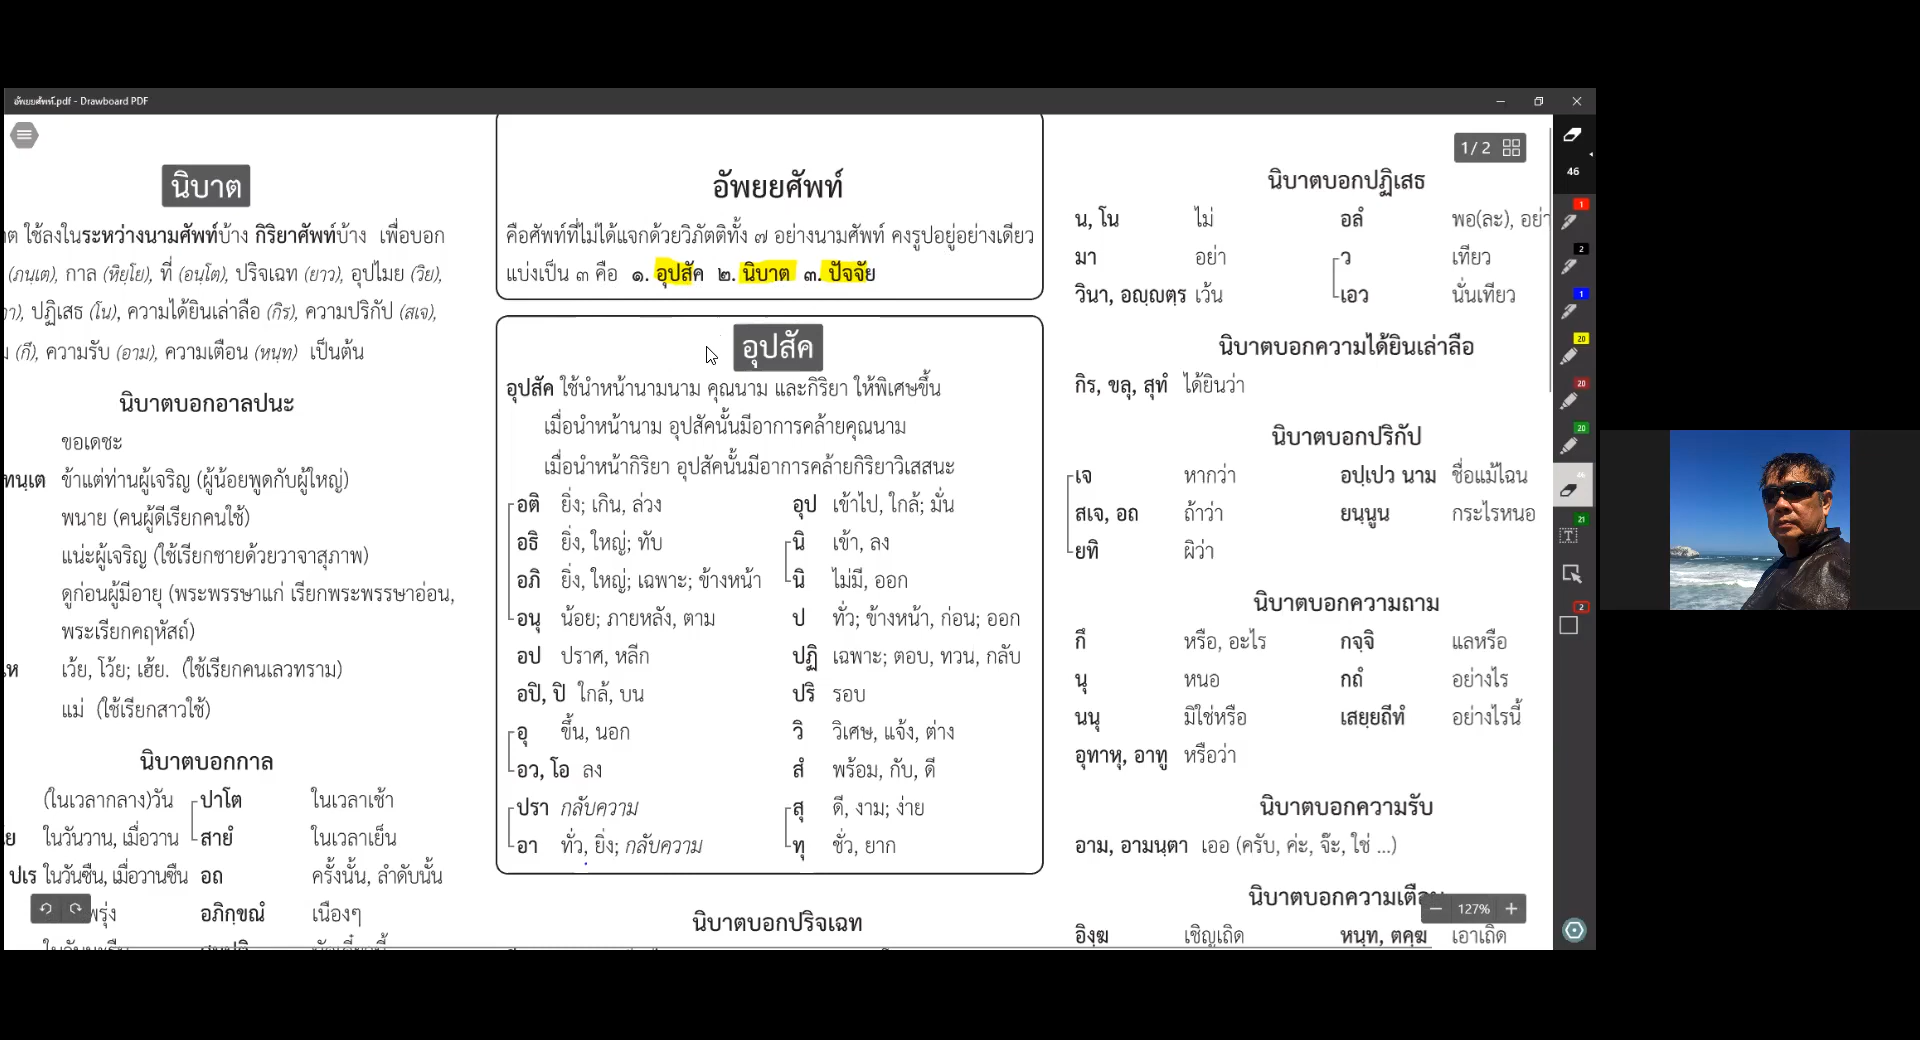 อัพยยศัพท์.pdf - Drawboard PDF
นิบาต
ต ใช้ลงในระหว่างนามศัพท์บ้าง กิริยาศัพท์บ้าง เพื่อบอก
(ภนฺเต), กาล (หิยฺโย), ที่ (อนฺโต), ปริจเฉท (ยาว), อุปไมย (วิย),
ปฏิเสธ (โน), ความได้ยินเล่าลือ (กิร), ความปริกัป (สเจ),
(กึ), ความรับ (อาม), ความเตือน (หนฺท) เป็นต้น
นิบาตบอกอาลปนะ
ขอเดชะ
ทนฺเต ข้าแต่ท่านผู้เจริญ (ผู้น้อยพูดกับผู้ใหญ่)
พนาย (คนผู้ดีเรียกคนใช้)
แน่ะผู้เจริญ (ใช้เรียกชายด้วยวาจาสุภาพ)
ดูก่อนผู้มีอายุ (พระพรรษาแก่ เรียกพระพรรษาอ่อน,
พระเรียกคฤหัสถ์)
ห เว้ย, โว้ย; เฮ้ย. (ใช้เรียกคนเลวทราม)
แม่ (ใช้เรียกสาวใช้)
นิบาตบอกกาล
(ในเวลากลาง)วัน ปาโต ในเวลาเช้า
ย ในวันวาน, เมื่อวาน สายํ ในเวลาเย็น
ปเร ในวันซืน, เมื่อวานซืน อถ ครั้งนั้น, ลำดับนั้น
พรุ่ง อภิกฺขณํ เนืองๆ
อัพยยศัพท์
คือศัพท์ที่ไม่ได้แจกด้วยวิภัตติทั้ง ๗ อย่างนามศัพท์ คงรูปอยู่อย่างเดียว
แบ่งเป็น ๓ คือ ๑. อุปสัค ๒. นิบาต ๓. ปัจจัย
อุปสัค
อุปสัค ใช้นำหน้านามนาม คุณนาม และกิริยา ให้พิเศษขึ้น
เมื่อนำหน้านาม อุปสัคนั้นมีอาการคล้ายคุณนาม
เมื่อนำหน้ากิริยา อุปสัคนั้นมีอาการคล้ายกิริยาวิเสสนะ
อติ ยิ่ง; เกิน, ล่วง อุป เข้าไป, ใกล้; มั่น
อธิ ยิ่ง, ใหญ่; ทับ นิ เข้า, ลง
อภิ ยิ่ง, ใหญ่; เฉพาะ; ข้างหน้า นิ ไม่มี, ออก
อนุ น้อย; ภายหลัง, ตาม ป ทั่ว; ข้างหน้า, ก่อน; ออก
อป ปราศ, หลีก ปฏิ เฉพาะ; ตอบ, ทวน, กลับ
อปิ, ปิ ใกล้, บน ปริ รอบ
อุ ขึ้น, นอก วิ วิเศษ, แจ้ง, ต่าง
อว, โอ ลง สํ พร้อม, กับ, ดี
ปรา กลับความ สุ ดี, งาม; ง่าย
อา ทั่ว, ยิ่ง; กลับความ ทุ ชั่ว, ยาก
นิบาตบอกปริจเฉท
1 / 2
นิบาตบอกปฏิเสธ
น, โน ไม่ อลํ พอ(ละ), อย่า
มา อย่า ว เทียว
วินา, อญฺญตฺร เว้น เอว นั่นเทียว
นิบาตบอกความได้ยินเล่าลือ
กิร, ขลุ, สุทํ ได้ยินว่า
นิบาตบอกปริกัป
เจ หากว่า อปฺเปว นาม ชื่อแม้ไฉน
สเจ, อถ ถ้าว่า ยนฺนูน กระไรหนอ
ยทิ ผิว่า
นิบาตบอกความถาม
กึ หรือ, อะไร กจฺจิ แลหรือ
นุ หนอ กถํ อย่างไร
นนุ มิใช่หรือ เสยฺยถีทํ อย่างไรนี้
อุทาหุ, อาทู หรือว่า
นิบาตบอกความรับ
อาม, อามนฺตา เออ (ครับ, ค่ะ, จ๊ะ, ใช่ ...)
นิบาตบอกความเตือน
อิงฺฆ เชิญเถิด หนฺท, ตคฺฆ เอาเถิด
127%
46
1
2
1
20
20
20
46
21
2